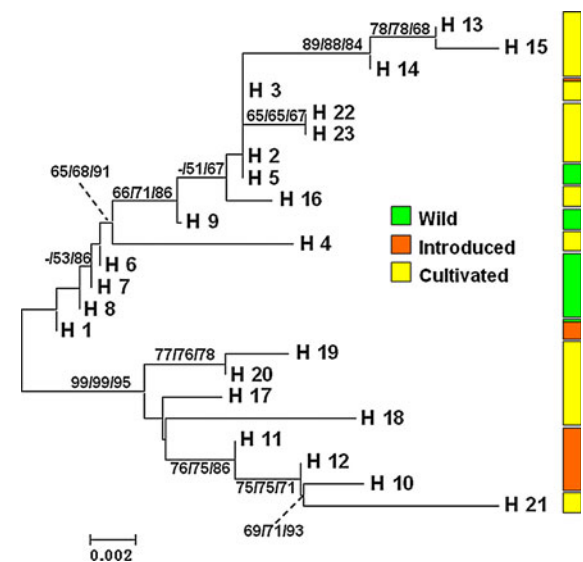 78/78/68 H 13
H 15
89/88/84
H 14
H 3
65/65/67 H 22
H 23
H 2
-/51/67
H 5
65/68/91
66/71/86
H 16
H 9
Wild
H 4
Introduced
-/53/86
H 6
Cultivated
H 7
H 8
H 1
H 19
77/76/78
H 20
99/99/95
H 17
H 18
H 11
76/75/86
H 12
75/75/71
H 10
H 21
69/71/93
0.002